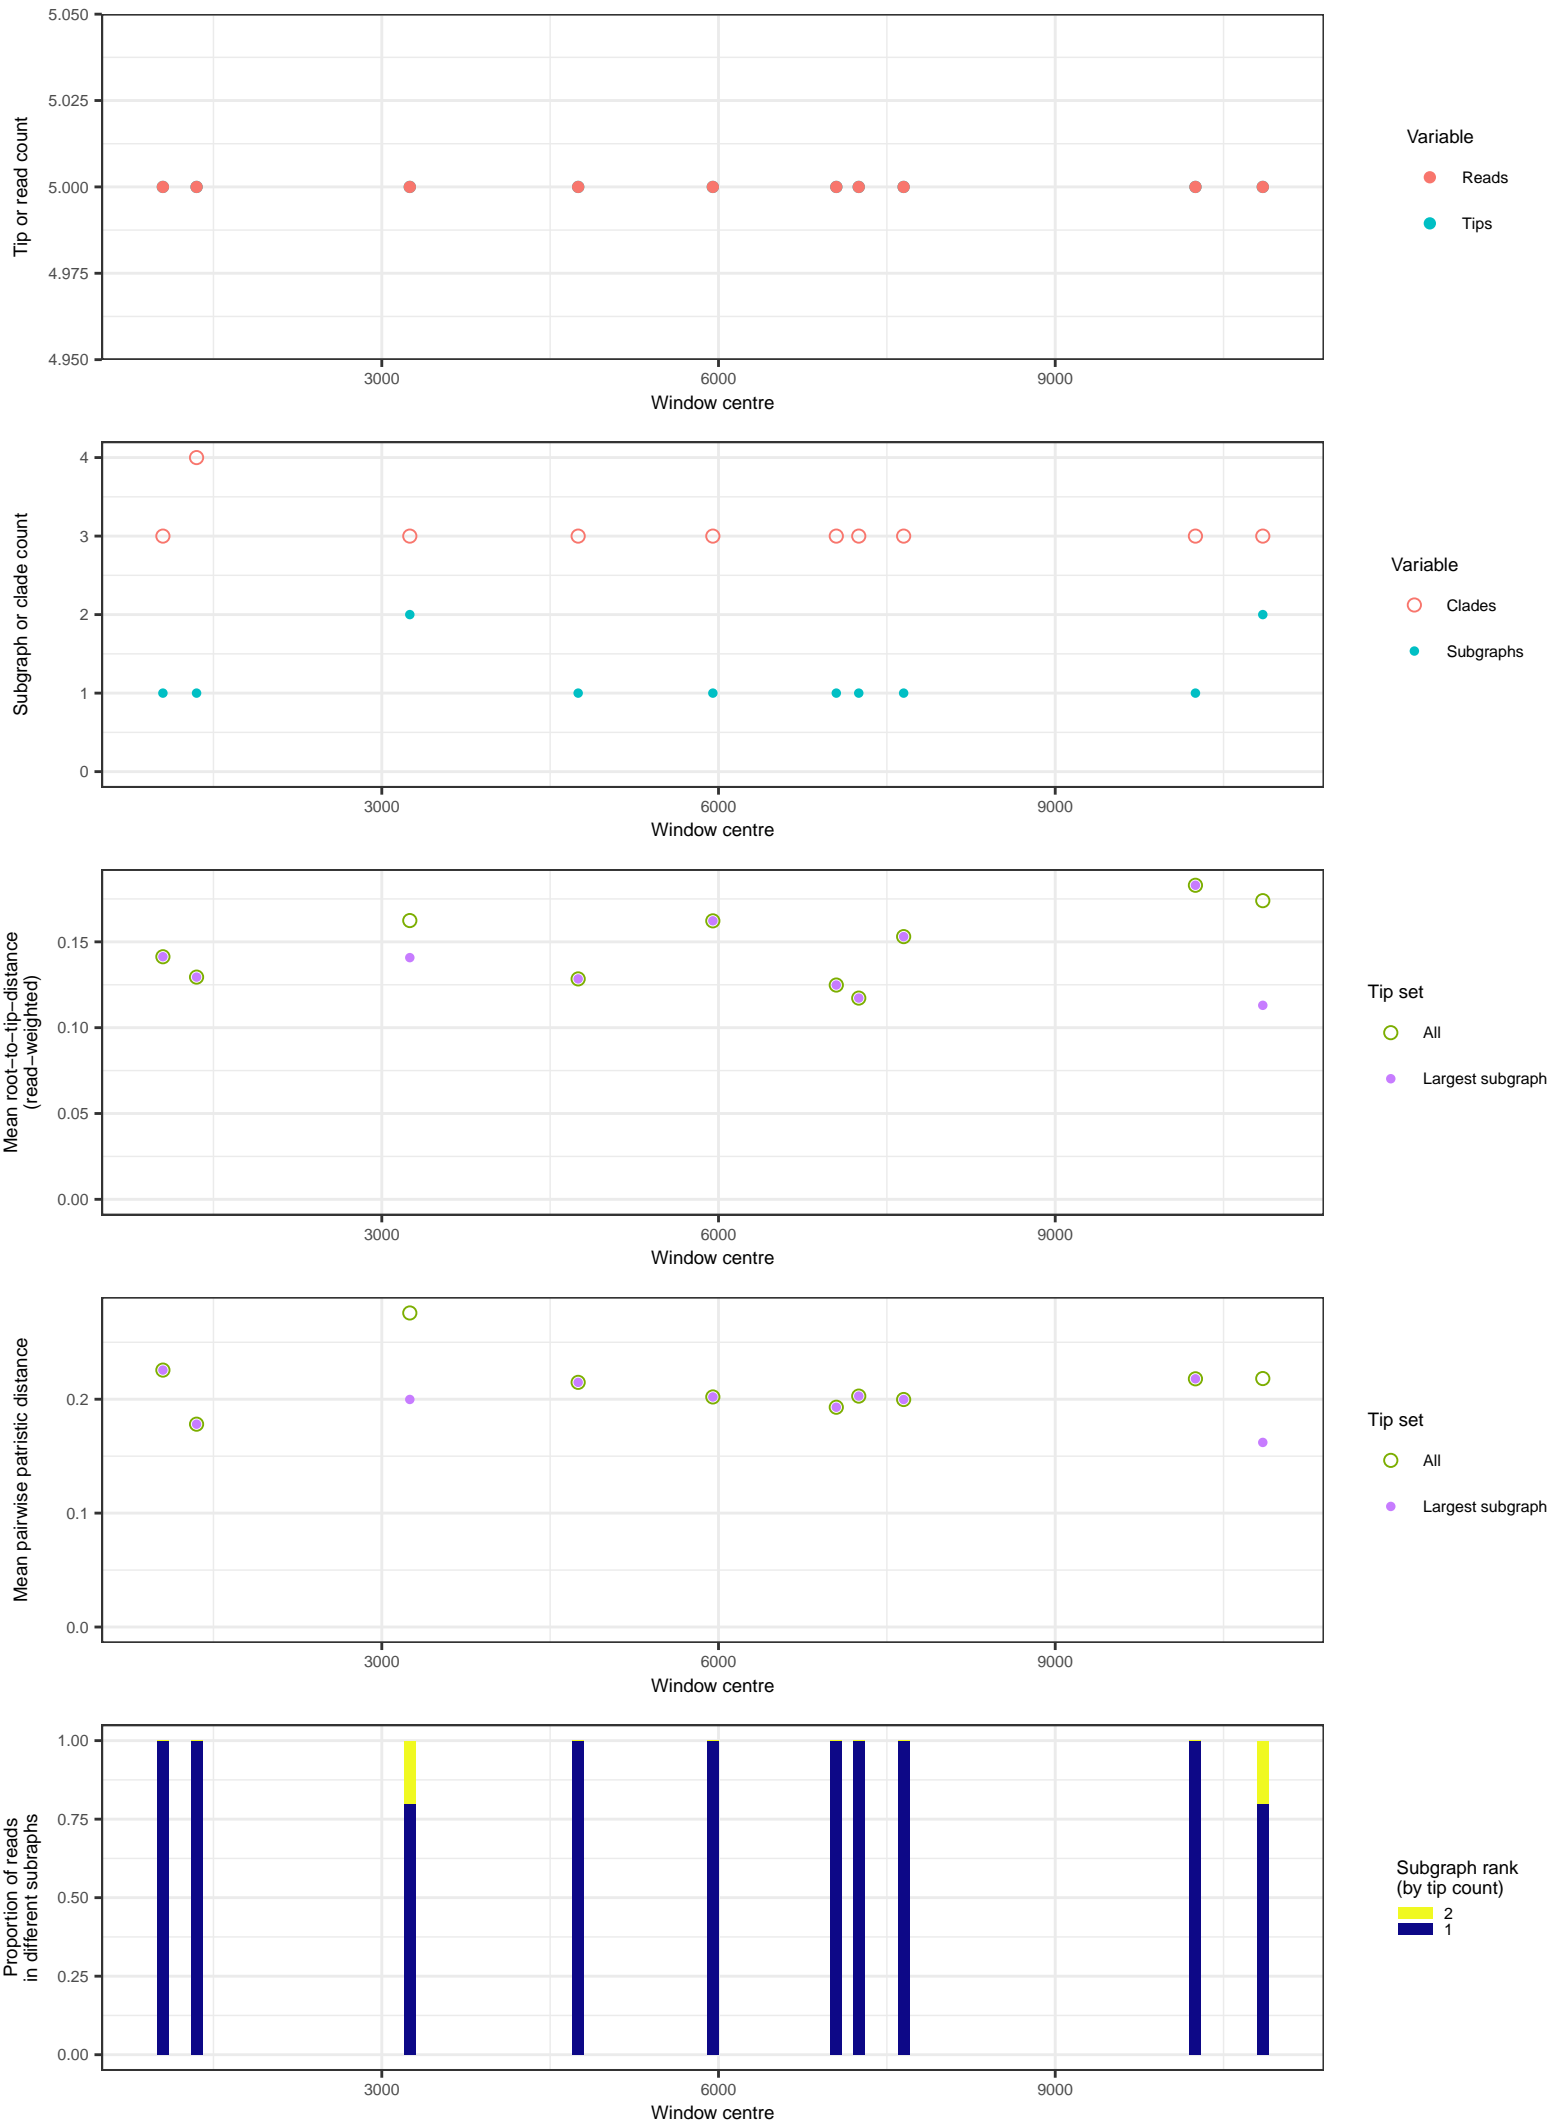 5.050
5.025
5.000
4.975
4.950
Tip or read count
3000 6000 9000
Window centre
Variable
Reads
Tips
4
3
2
1
0
Subgraph or clade count
3000 6000 9000
Window centre
Variable
Clades
Subgraphs
0.15
0.10
0.05
0.00
Mean root−to−tip−distance
(read−weighted)
3000 6000 9000
Window centre
Tip set
All
Largest subgraph
0.2
0.1
0.0
Mean pairwise patristic distance
3000 6000 9000
Window centre
Tip set
All
Largest subgraph
1.00
0.75
0.50
0.25
0.00
Proportion of reads
in different subraphs
3000 6000 9000
Window centre
Subgraph rank
(by tip count)
2
1